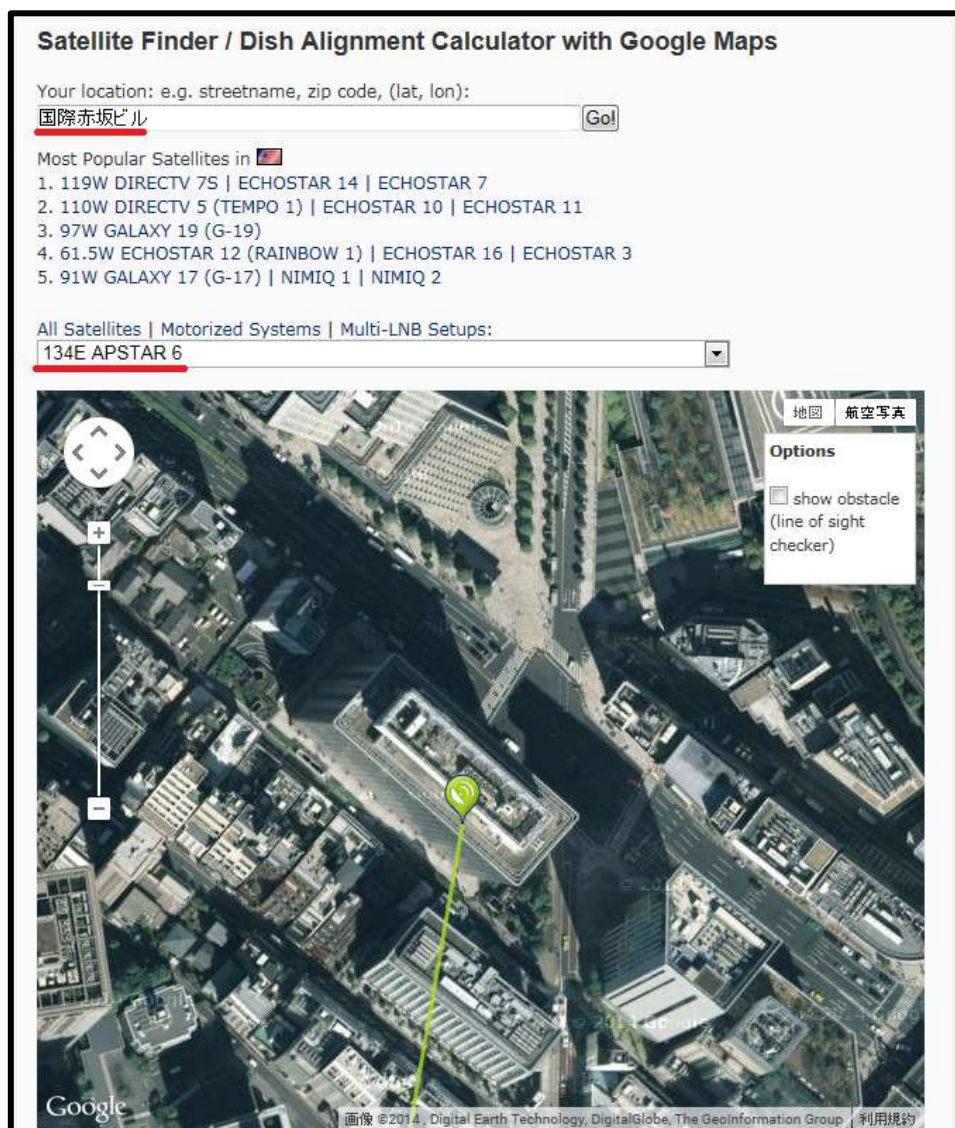 Satellite Finder / Dish Alignment Calculator with Google Maps
Your location: e.g. streetname, zip code, (lat, lon):
国際赤坂ビル
Go!
Most Popular Satellites in
1. 119W DIRECTV 7S | ECHOSTAR 14 | ECHOSTAR 7
2. 110W DIRECTV 5 (TEMPO 1) | ECHOSTAR 10 | ECHOSTAR 11
3. 97W GALAXY 19 (G-19)
4. 61.5W ECHOSTAR 12 (RAINBOW 1) | ECHOSTAR 16 | ECHOSTAR 3
5. 91W GALAXY 17 (G-17) | NIMIQ 1 | NIMIQ 2
All Satellites | Motorized Systems | Multi-LNB Setups:
134E APSTAR 6
地図 航空写真
Options
show obstacle
(line of sight
checker)
Google
画像 ©2014 , Digital Earth Technology, DigitalGlobe, The GeoInformation Group 利用規約